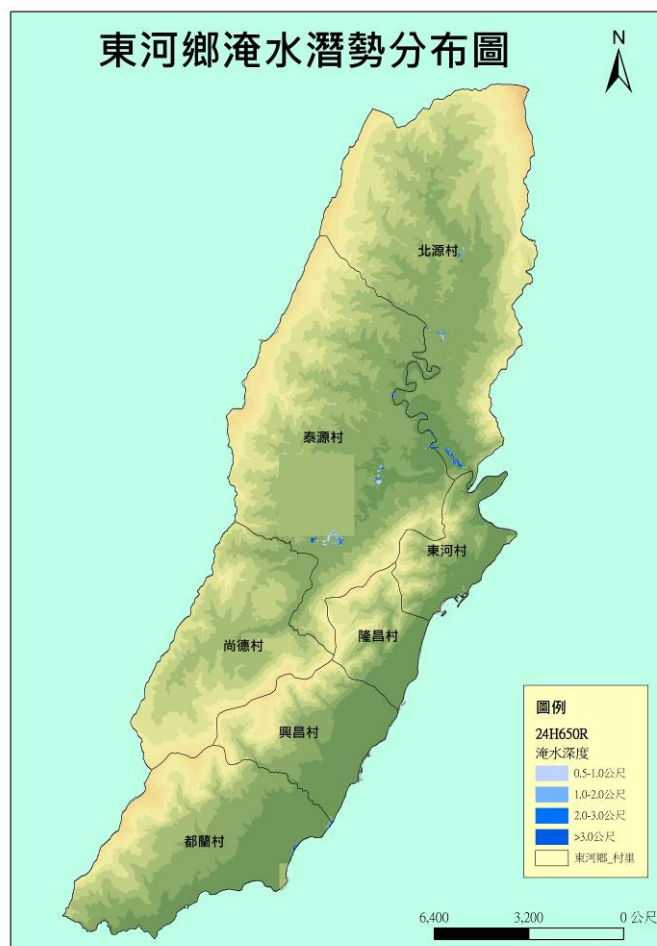 東河鄉淹水潛勢分布圖
N
北源村
泰源村
東河村
隆昌村
尚德村
興昌村
都蘭村
圖例
24H650R
淹水深度
0.5-1.0公尺
1.0-2.0公尺
2.0-3.0公尺
>3.0公尺
東河鄉_村里
6,400 3,200 0 公尺